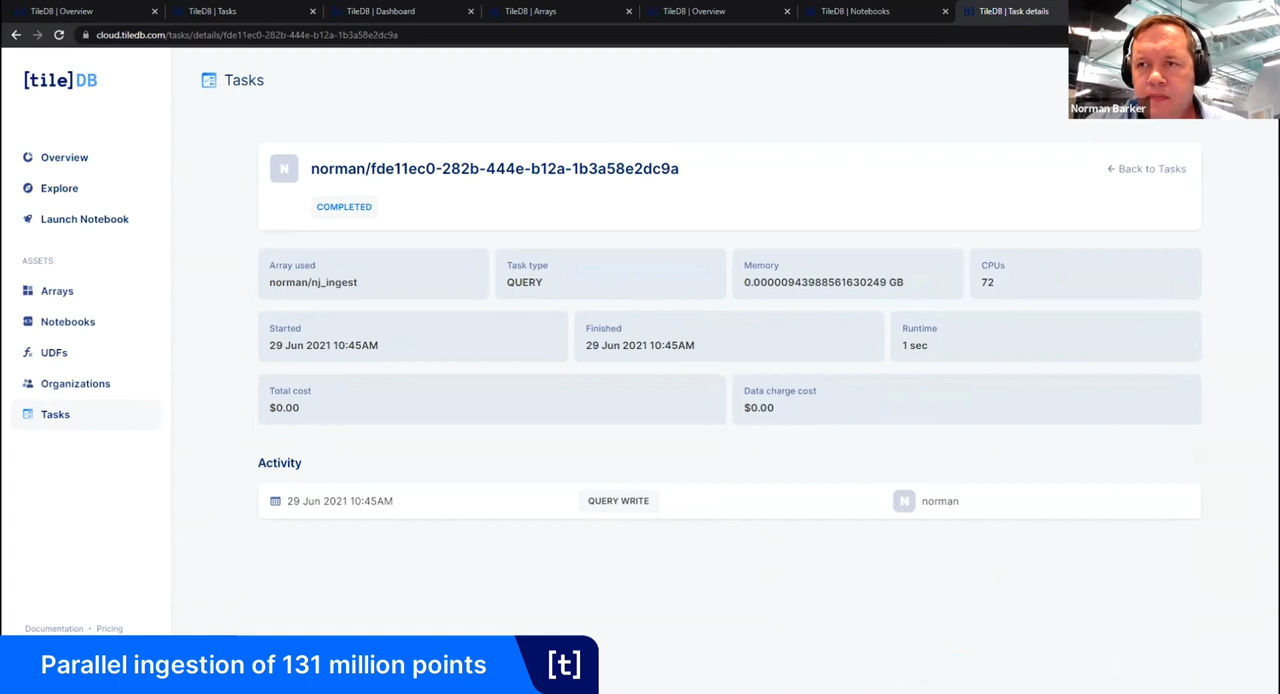 TileDB | Overview
TileDB | Tasks
TileDB | Dashboard
TileDB | Arrays
TileDB | Overview
TileDB | Notebooks
TileDB | Task details
cloud.tiledb.com/tasks/details/fde11ec0-282b-444e-b12a-1b3a58e2dc9a
Norman Barker
[tile]DB
Tasks
Overview
Explore
Launch Notebook
ASSETS
Arrays
Notebooks
UDFs
Organizations
Tasks
Documentation • Pricing
N
norman/fde11ec0-282b-444e-b12a-1b3a58e2dc9a
← Back to Tasks
COMPLETED
Array used
norman/nj_ingest
Task type
QUERY
Memory
0.00000943988561630249 GB
CPUs
72
Started
29 Jun 2021 10:45AM
Finished
29 Jun 2021 10:45AM
Runtime
1 sec
Total cost
$0.00
Data charge cost
$0.00
Activity
29 Jun 2021 10:45AM
QUERY WRITE
N
norman
Parallel ingestion of 131 million points
[t]